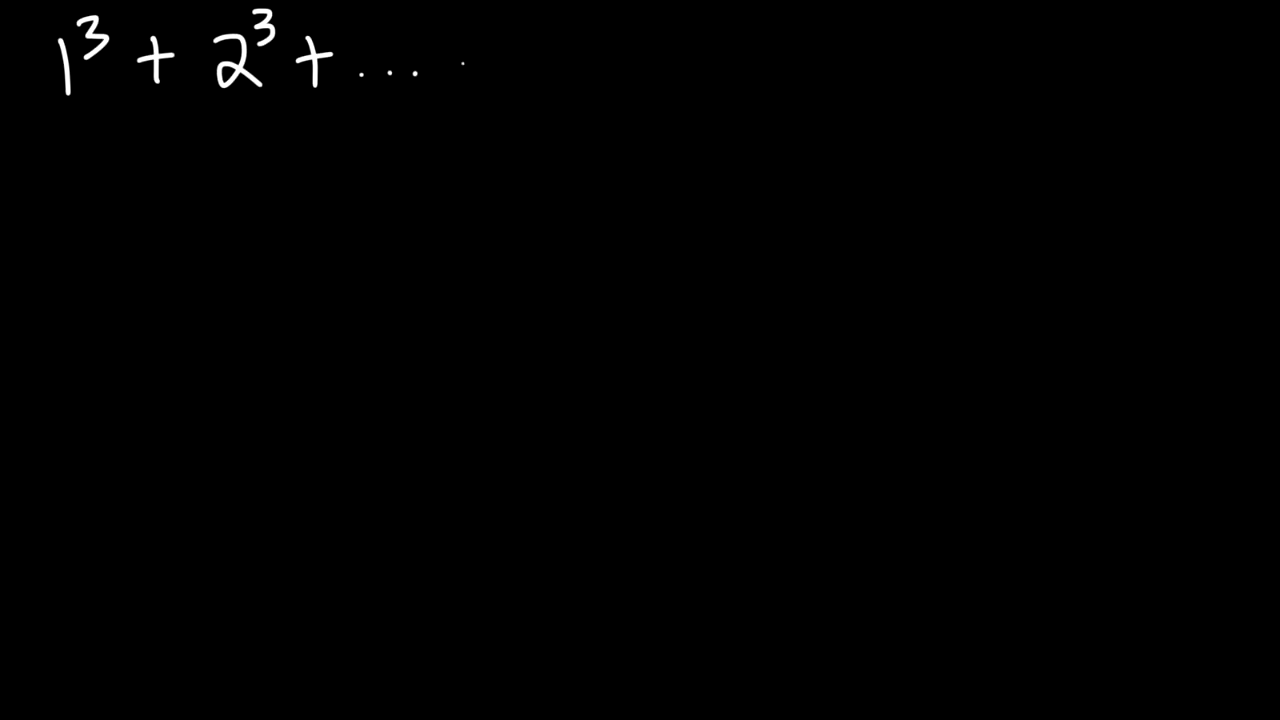 1³ + 2³ + ...